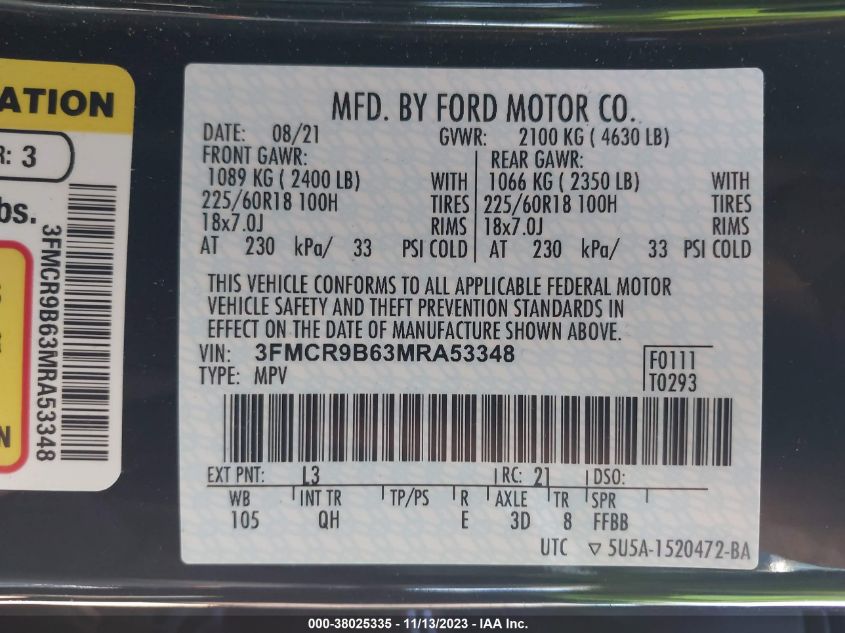 ATION
R: 3
bs.
3FMCR9B63MRA53348
N
MFD. BY FORD MOTOR CO.
DATE: 08/21 GVWR: 2100 KG ( 4630 LB)
FRONT GAWR: REAR GAWR:
1089 KG ( 2400 LB) WITH 1066 KG ( 2350 LB) WITH
225/60R18 100H TIRES 225/60R18 100H TIRES
18x7.0J RIMS 18x7.0J RIMS
AT 230 kPa/ 33 PSI COLD AT 230 kPa/ 33 PSI COLD
THIS VEHICLE CONFORMS TO ALL APPLICABLE FEDERAL MOTOR
VEHICLE SAFETY AND THEFT PREVENTION STANDARDS IN
EFFECT ON THE DATE OF MANUFACTURE SHOWN ABOVE.
VIN: 3FMCR9B63MRA53348
TYPE: MPV
F0111
T0293
EXT PNT: L3 RC: 21 DSO:
WB INT TR TP/PS R AXLE TR SPR
105 QH E 3D 8 FFBB
UTC ▽ 5U5A-1520472-BA
000-38025335 - 11/13/2023 - IAA Inc.